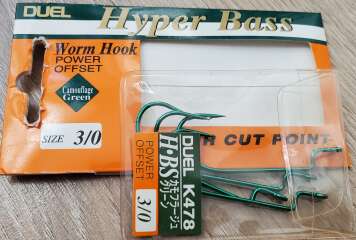 DUEL
Hyper Bass
Worm Hook
POWER
OFFSET
Camouflage
Green
SIZE 3/0
R CUT POINT
DUEL K478
H·BS カモフラージュ
グリーン
POWER
OFFSET
3/0